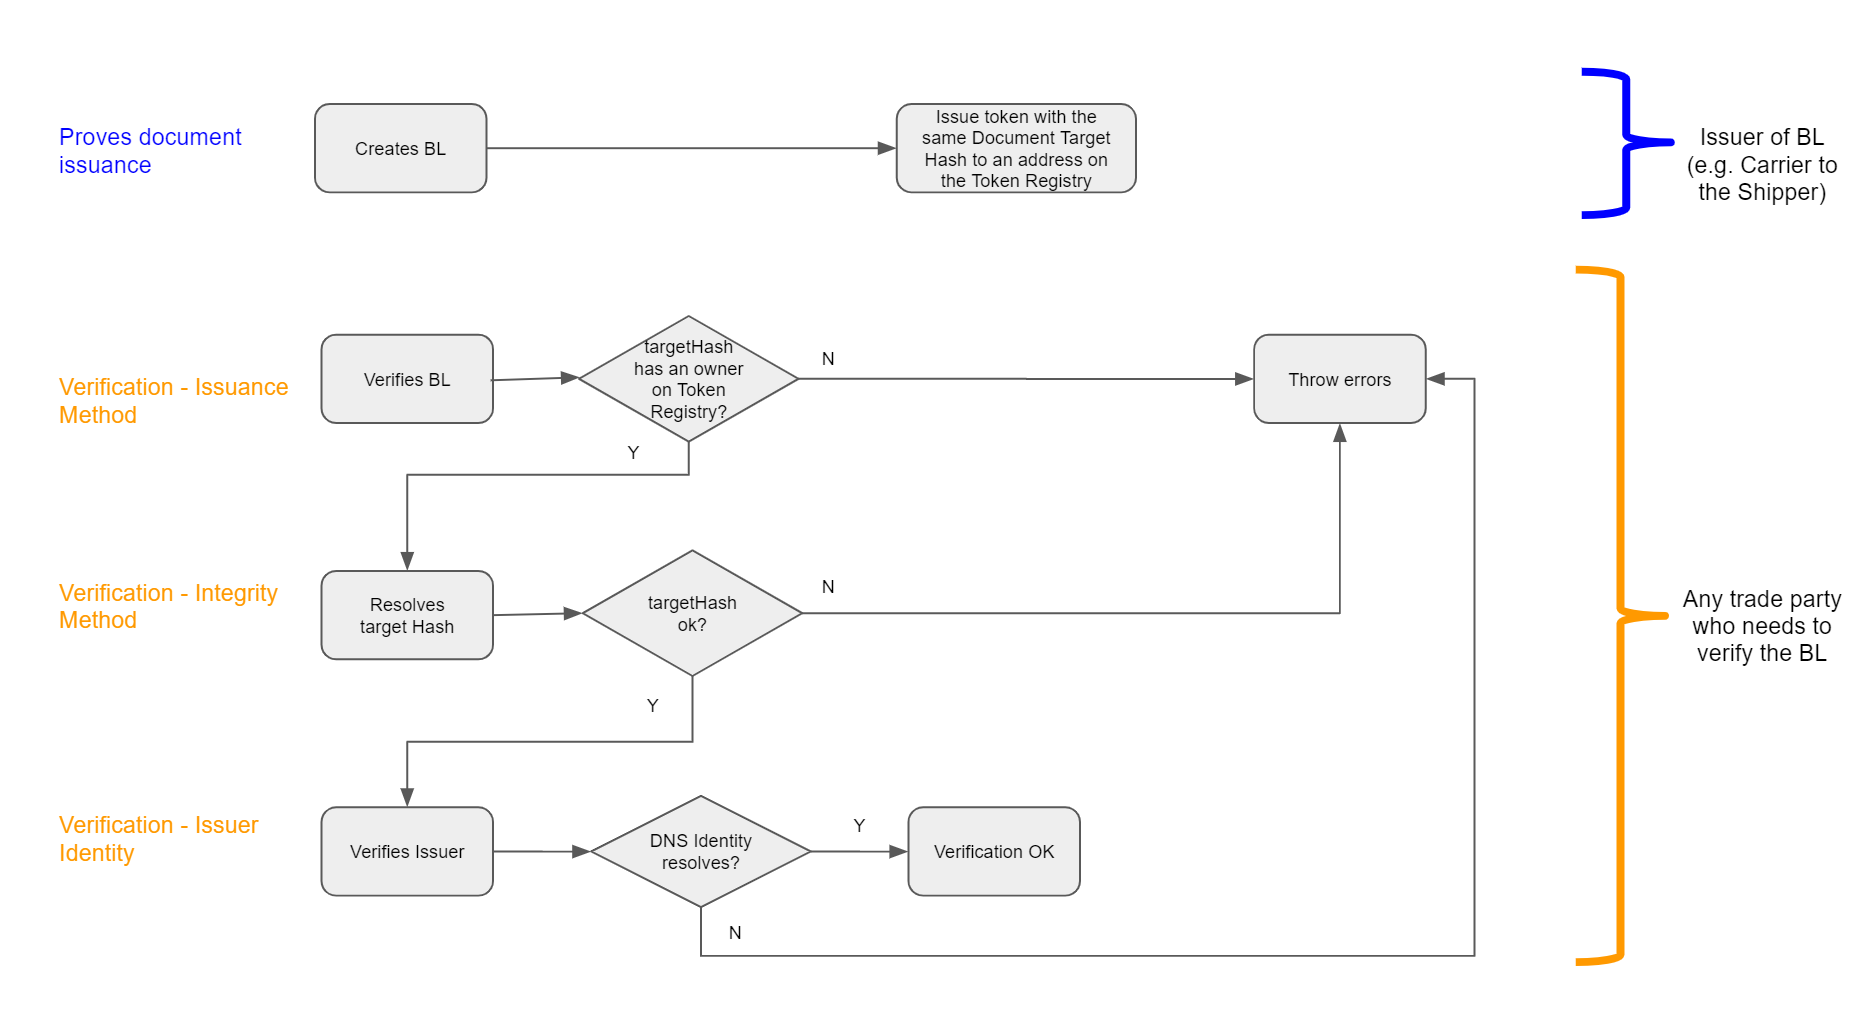 Proves document
issuance
Creates BL
Issue token with the
same Document Target
Hash to an address on
the Token Registry
Issuer of BL
(e.g. Carrier to
the Shipper)
Verification - Issuance
Method
Verifies BL
targetHash
has an owner
on Token
Registry?
N
Throw errors
Y
Verification - Integrity
Method
Resolves
target Hash
targetHash
ok?
N
Any trade party
who needs to
verify the BL
Y
Verification - Issuer
Identity
Verifies Issuer
DNS Identity
resolves?
Y
Verification OK
N